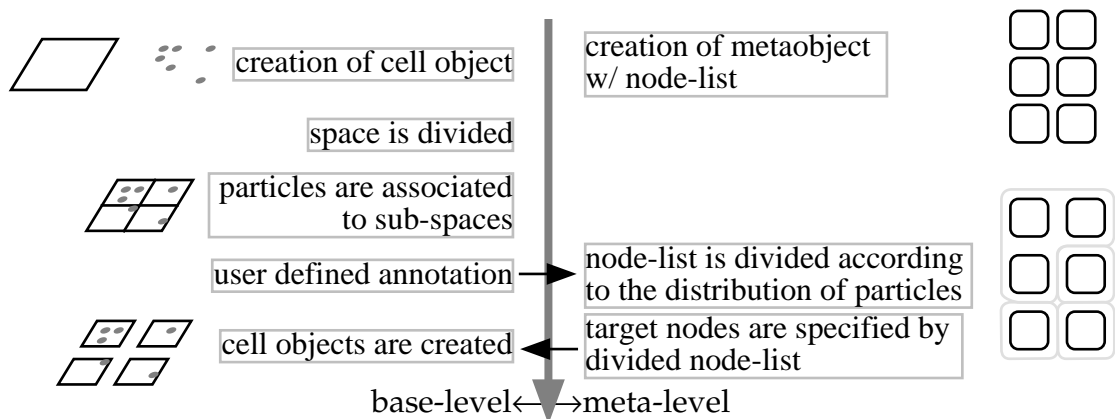 creation of cell object
creation of metaobject
w/ node-list
space is divided
particles are associated
to sub-spaces
user defined annotation
node-list is divided according
to the distribution of particles
cell objects are created
target nodes are specified by
divided node-list
base-level←→meta-level